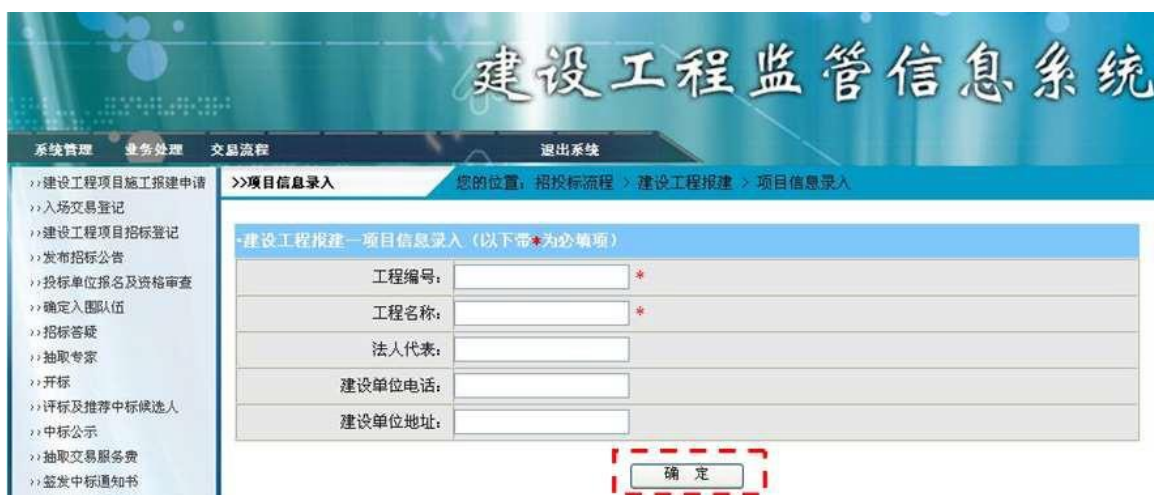 建设工程监管信息系统
系统管理 业务处理 交易流程 退出系统
>>建设工程项目施工报建申请
>>入场交易登记
>>建设工程项目招标登记
>>发布招标公告
>>投标单位报名及资格审查
>>确定入围队伍
>>招标答疑
>>抽取专家
>>开标
>>评标及推荐中标候选人
>>中标公示
>>抽取交易服务费
>>签发中标通知书
>>项目信息录入
您的位置：招投标流程 > 建设工程报建 > 项目信息录入
·建设工程报建—项目信息录入（以下带*为必填项）
工程编号： *
工程名称： *
法人代表：
建设单位电话：
建设单位地址：
确 定